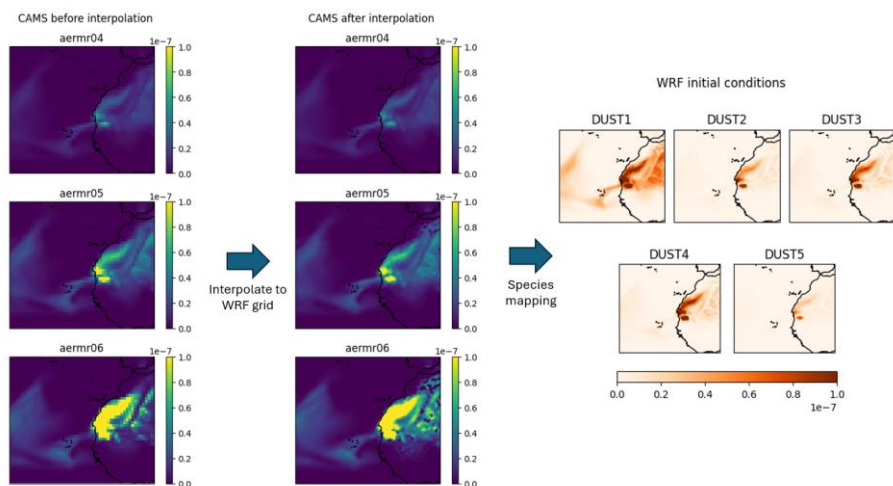 CAMS before interpolation
aermr04
1e-7
1.0
0.8
0.6
0.4
0.2
0.0
aermr05
1e-7
1.0
0.8
0.6
0.4
0.2
0.0
aermr06
1e-7
1.0
0.8
0.6
0.4
0.2
0.0
Interpolate to
WRF grid
CAMS after interpolation
aermr04
1e-7
1.0
0.8
0.6
0.4
0.2
0.0
aermr05
1e-7
1.0
0.8
0.6
0.4
0.2
0.0
aermr06
1e-7
1.0
0.8
0.6
0.4
0.2
0.0
Species
mapping
WRF initial conditions
DUST1 DUST2 DUST3
DUST4 DUST5
0.0 0.2 0.4 0.6 0.8 1.0
1e-7